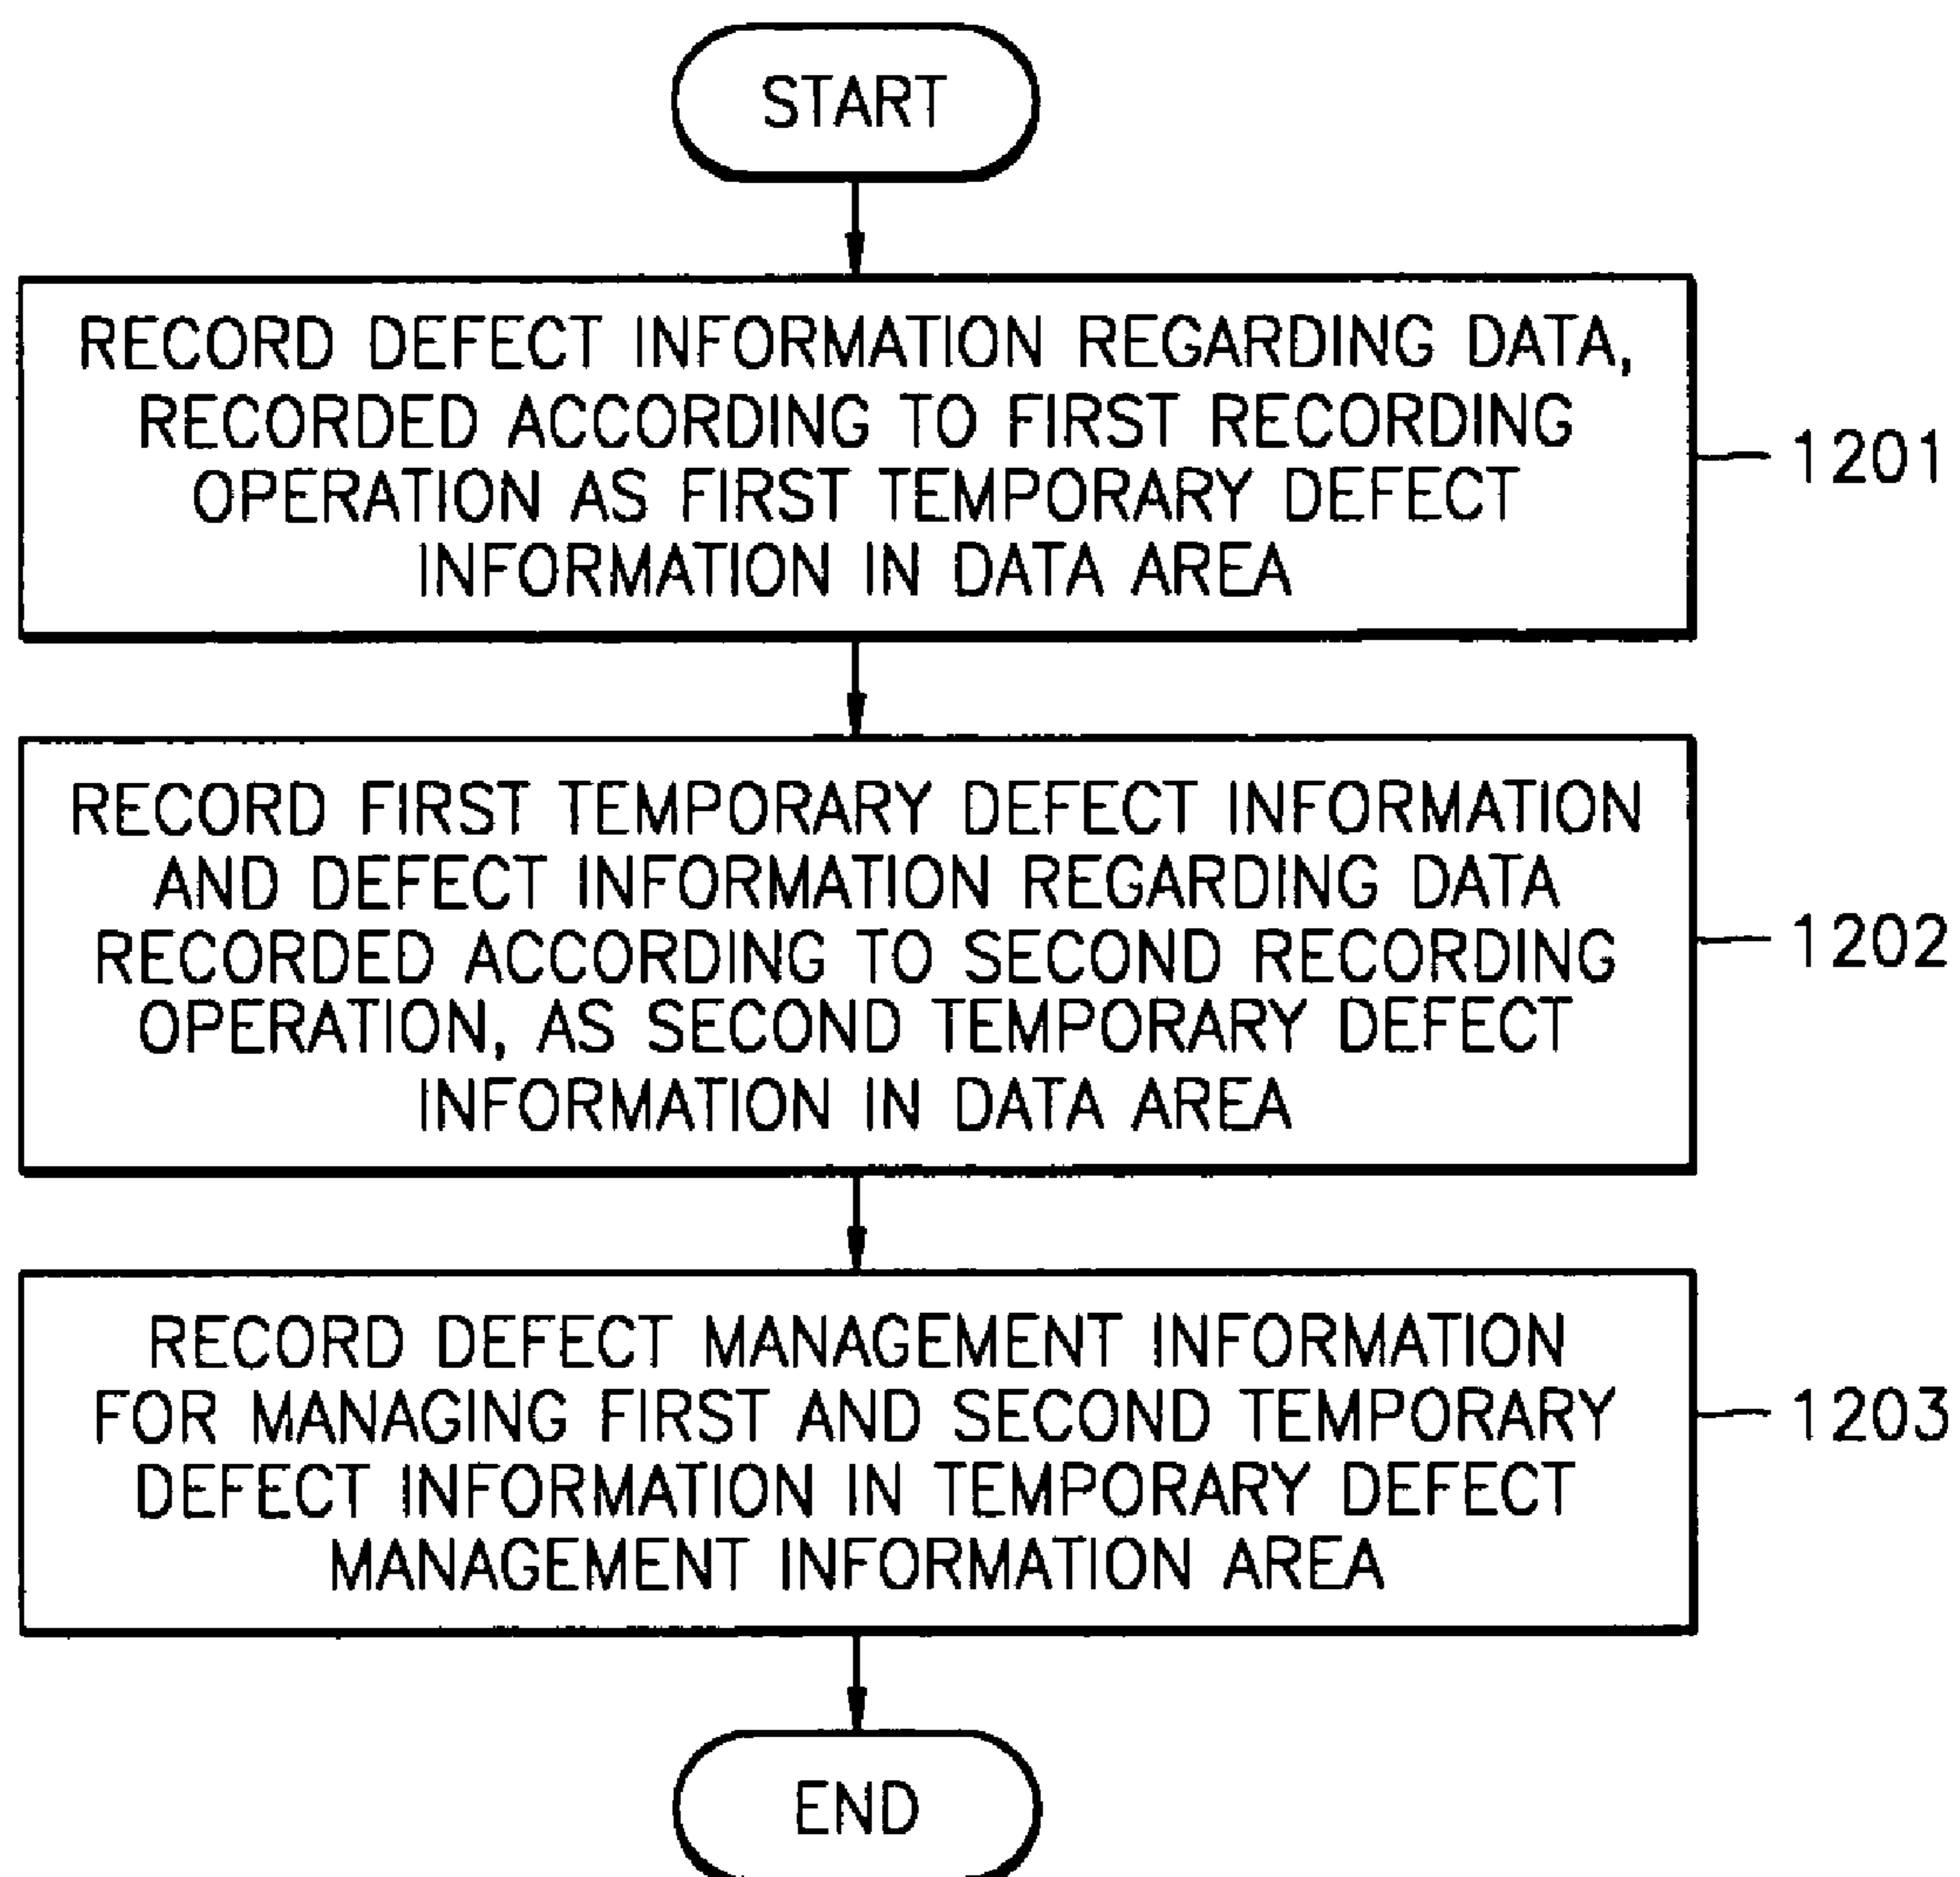 START
RECORD DEFECT INFORMATION REGARDING DATA,
RECORDED ACCORDING TO FIRST RECORDING
OPERATION AS FIRST TEMPORARY DEFECT
INFORMATION IN DATA AREA
1201
RECORD FIRST TEMPORARY DEFECT INFORMATION
AND DEFECT INFORMATION REGARDING DATA
RECORDED ACCORDING TO SECOND RECORDING
OPERATION, AS SECOND TEMPORARY DEFECT
INFORMATION IN DATA AREA
1202
RECORD DEFECT MANAGEMENT INFORMATION
FOR MANAGING FIRST AND SECOND TEMPORARY
DEFECT INFORMATION IN TEMPORARY DEFECT
MANAGEMENT INFORMATION AREA
1203
END